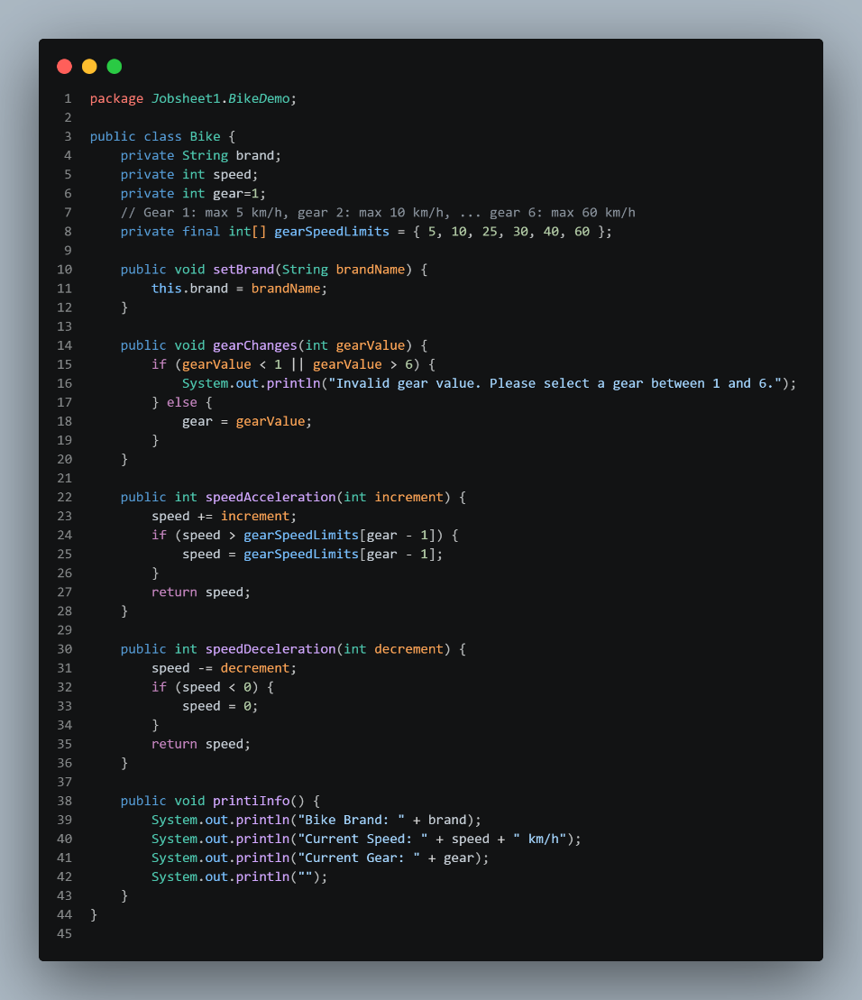 1 package Jobsheet1.BikeDemo;
2
3 public class Bike {
4     private String brand;
5     private int speed;
6     private int gear=1;
7     // Gear 1: max 5 km/h, gear 2: max 10 km/h, ... gear 6: max 60 km/h
8     private final int[] gearSpeedLimits = { 5, 10, 25, 30, 40, 60 };
9
10     public void setBrand(String brandName) {
11         this.brand = brandName;
12     }
13
14     public void gearChanges(int gearValue) {
15         if (gearValue < 1 || gearValue > 6) {
16             System.out.println("Invalid gear value. Please select a gear between 1 and 6.");
17         } else {
18             gear = gearValue;
19         }
20     }
21
22     public int speedAcceleration(int increment) {
23         speed += increment;
24         if (speed > gearSpeedLimits[gear - 1]) {
25             speed = gearSpeedLimits[gear - 1];
26         }
27         return speed;
28     }
29
30     public int speedDeceleration(int decrement) {
31         speed -= decrement;
32         if (speed < 0) {
33             speed = 0;
34         }
35         return speed;
36     }
37
38     public void printiInfo() {
39         System.out.println("Bike Brand: " + brand);
40         System.out.println("Current Speed: " + speed + " km/h");
41         System.out.println("Current Gear: " + gear);
42         System.out.println("");
43     }
44 }
45